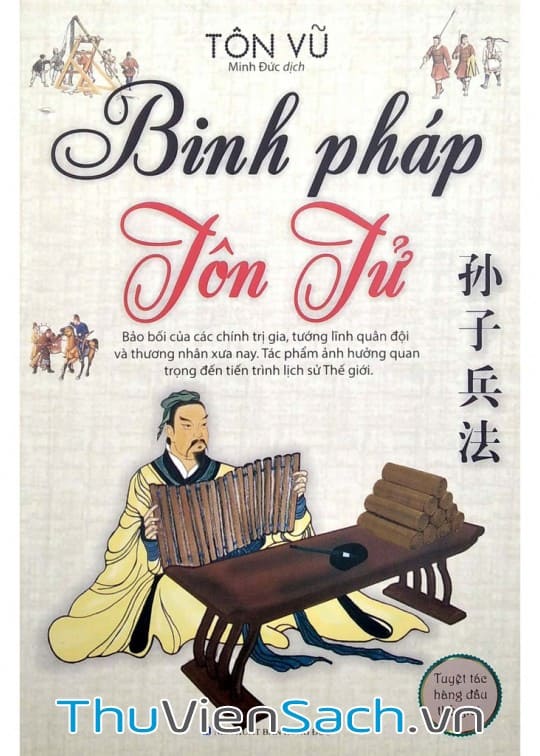 TÔN VŨ
Minh Đức dịch
Binh pháp
Tôn Tử
孙子兵法
Bảo bối của các chính trị gia, tướng lĩnh quân đội
và thương nhân xưa nay. Tác phẩm ảnh hưởng quan
trọng đến tiến trình lịch sử Thế giới.
Tuyệt tác
hàng đầu
ThuVienSach.vn